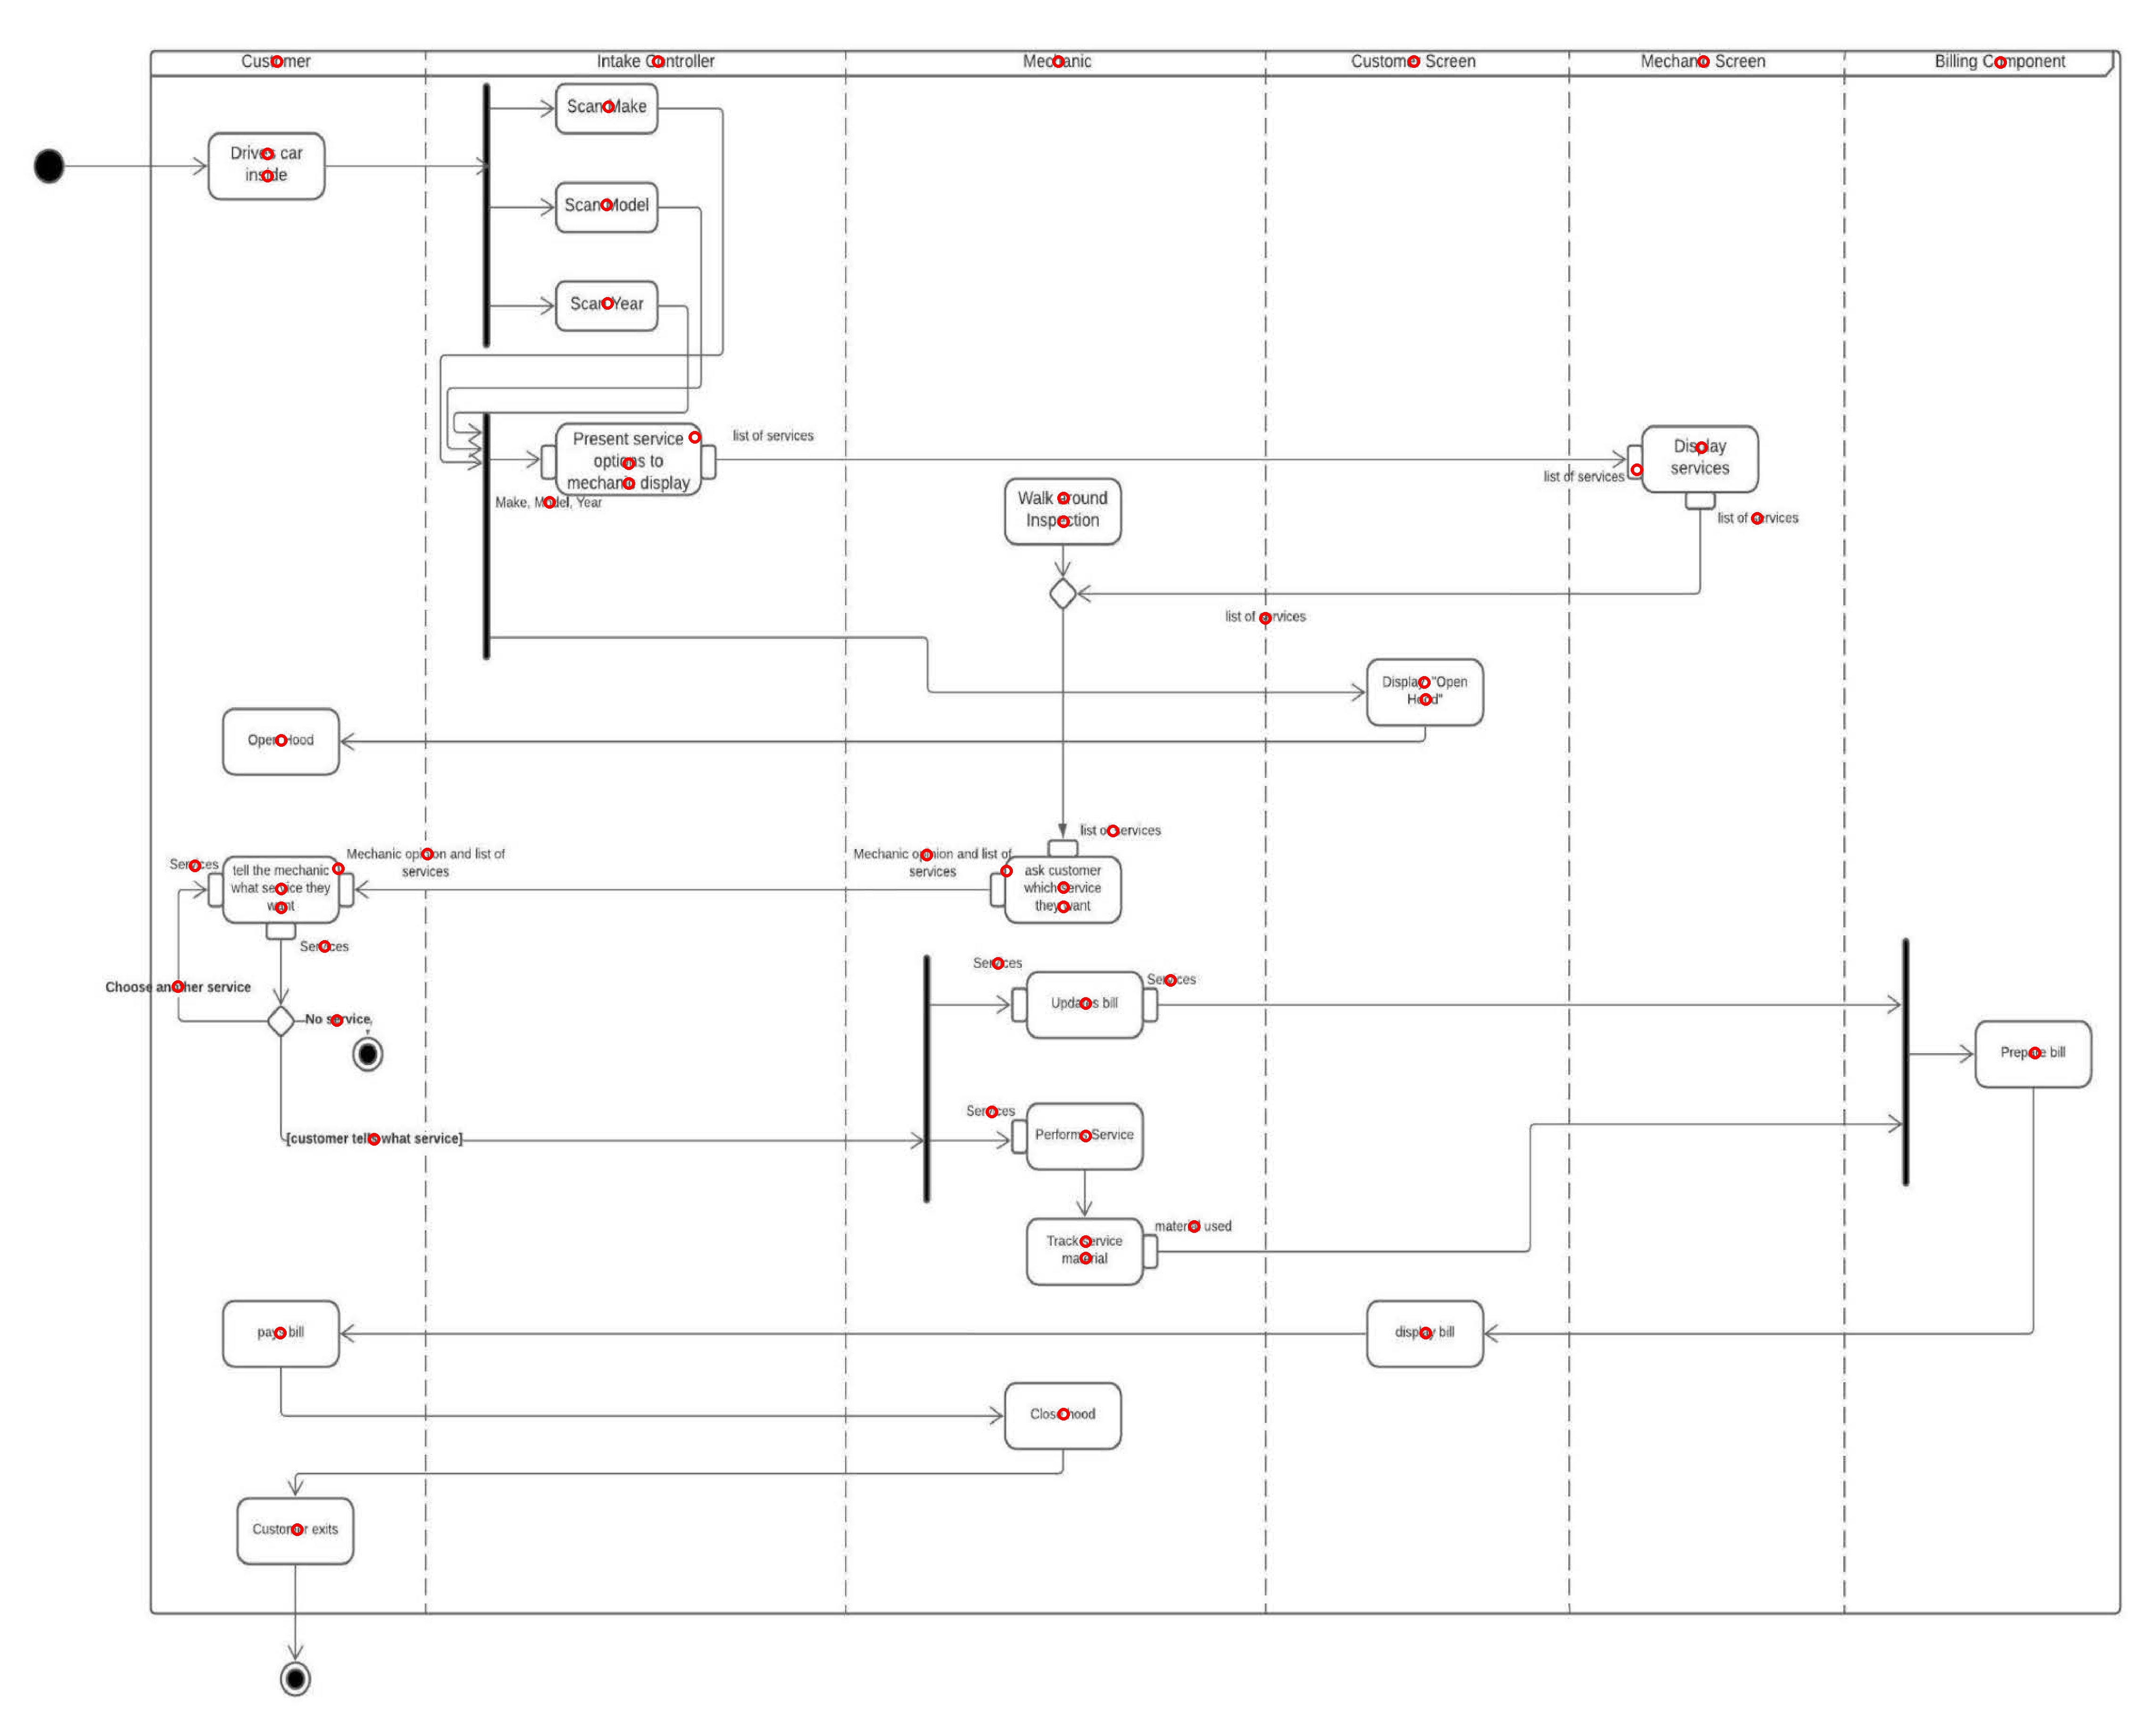 Customer
Intake Controller
Mechanic
Customer Screen
Mechanic Screen
Billing Component
Scan Make
Drives car
inside
Scan Model
Scan Year
Present service
options to
mechanic display
list of services
Make, Model, Year
Display
services
list of services
list of services
Walk around
Inspection
list of services
Display "Open
Hood"
Open Hood
list of services
Services
tell the mechanic
what service they
want
Mechanic opinion and list of
services
Mechanic opinion and list of
services
ask customer
which service
they want
Services
Choose another service
No service
Services
Updates bill
Services
Prepare bill
Services
Performs Service
[customer tells what service]
material used
Track service
material
pays bill
display bill
Close hood
Customer exits